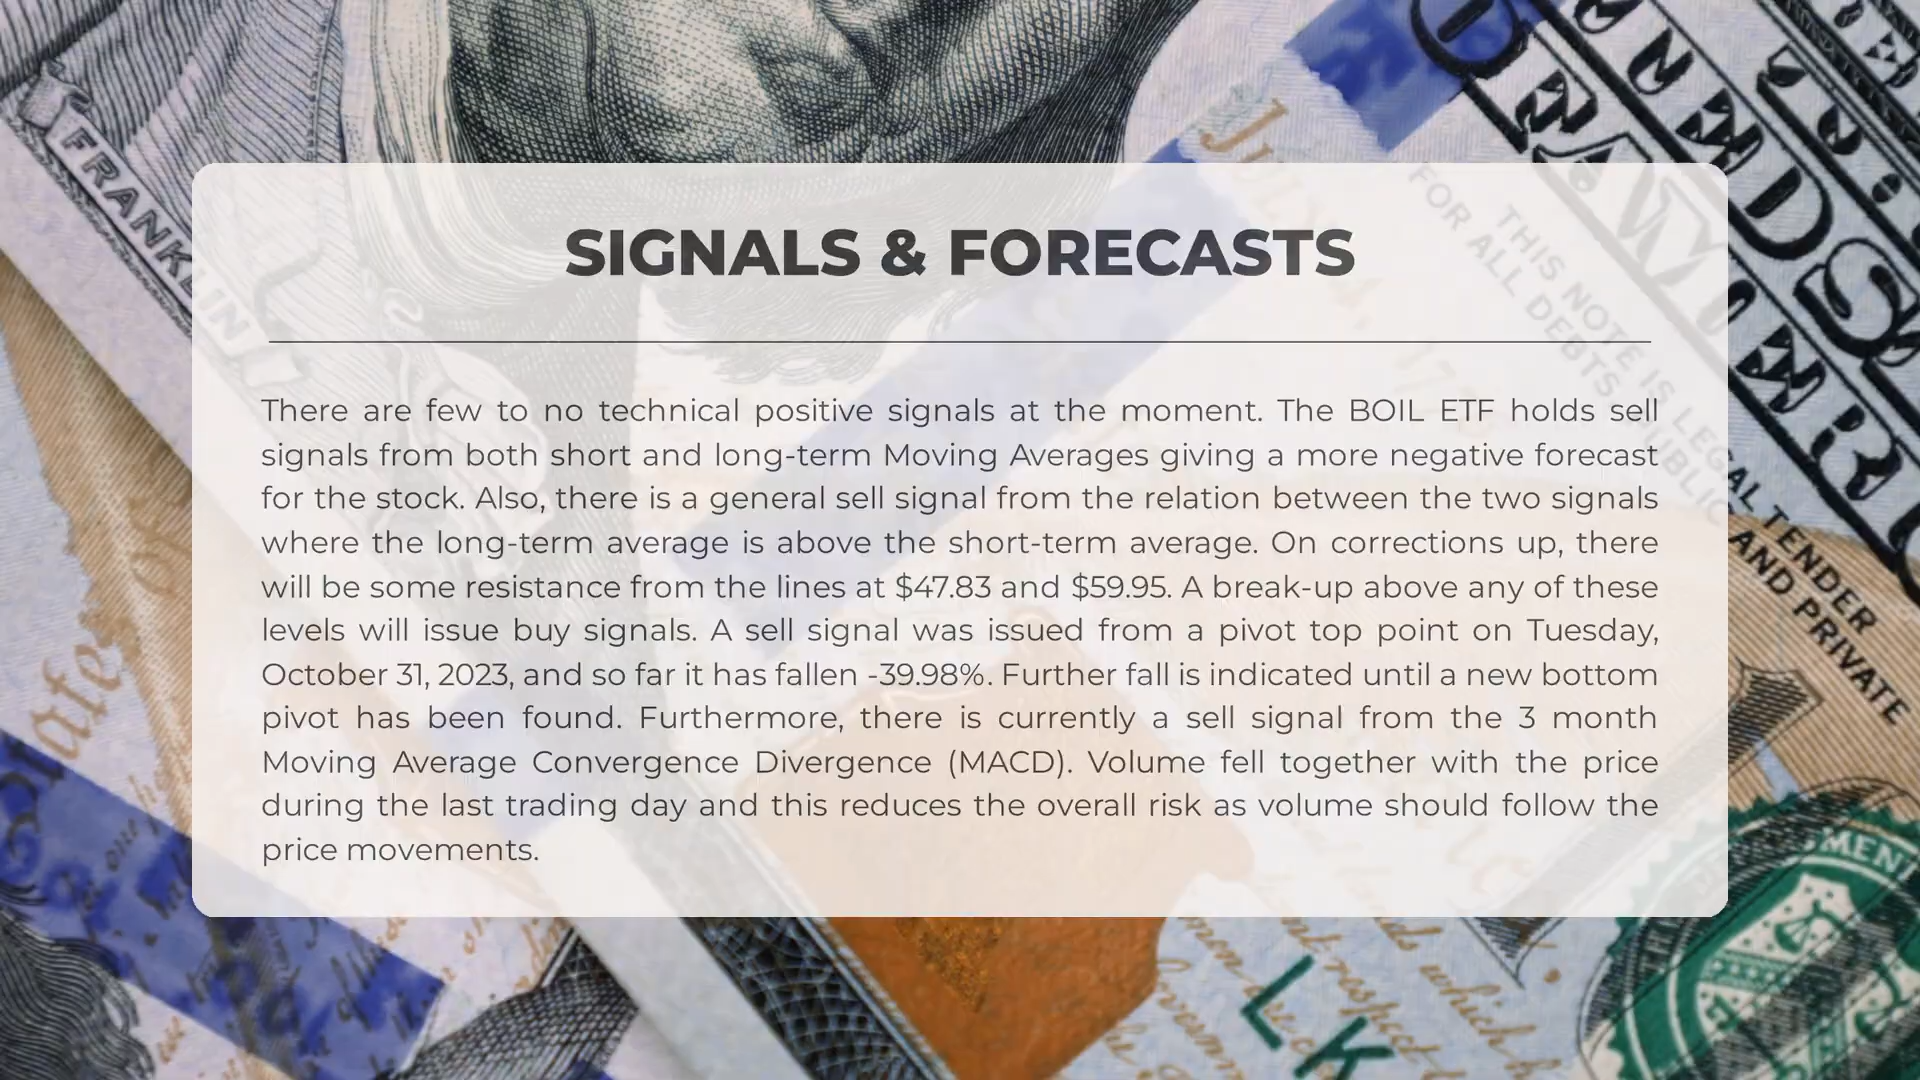 FRANKLIN
JULY 4,
THIS NOTE IS LEGAL TENDER
FOR ALL DEBTS PUBLIC AND PRIVATE
SIGNALS & FORECASTS
There are few to no technical positive signals at the moment. The BOIL ETF holds sell
signals from both short and long-term Moving Averages giving a more negative forecast
for the stock. Also, there is a general sell signal from the relation between the two signals
where the long-term average is above the short-term average. On corrections up, there
will be some resistance from the lines at $47.83 and $59.95. A break-up above any of these
levels will issue buy signals. A sell signal was issued from a pivot top point on Tuesday,
October 31, 2023, and so far it has fallen -39.98%. Further fall is indicated until a new bottom
pivot has been found. Furthermore, there is currently a sell signal from the 3 month
Moving Average Convergence Divergence (MACD). Volume fell together with the price
during the last trading day and this reduces the overall risk as volume should follow the
price movements.
L K